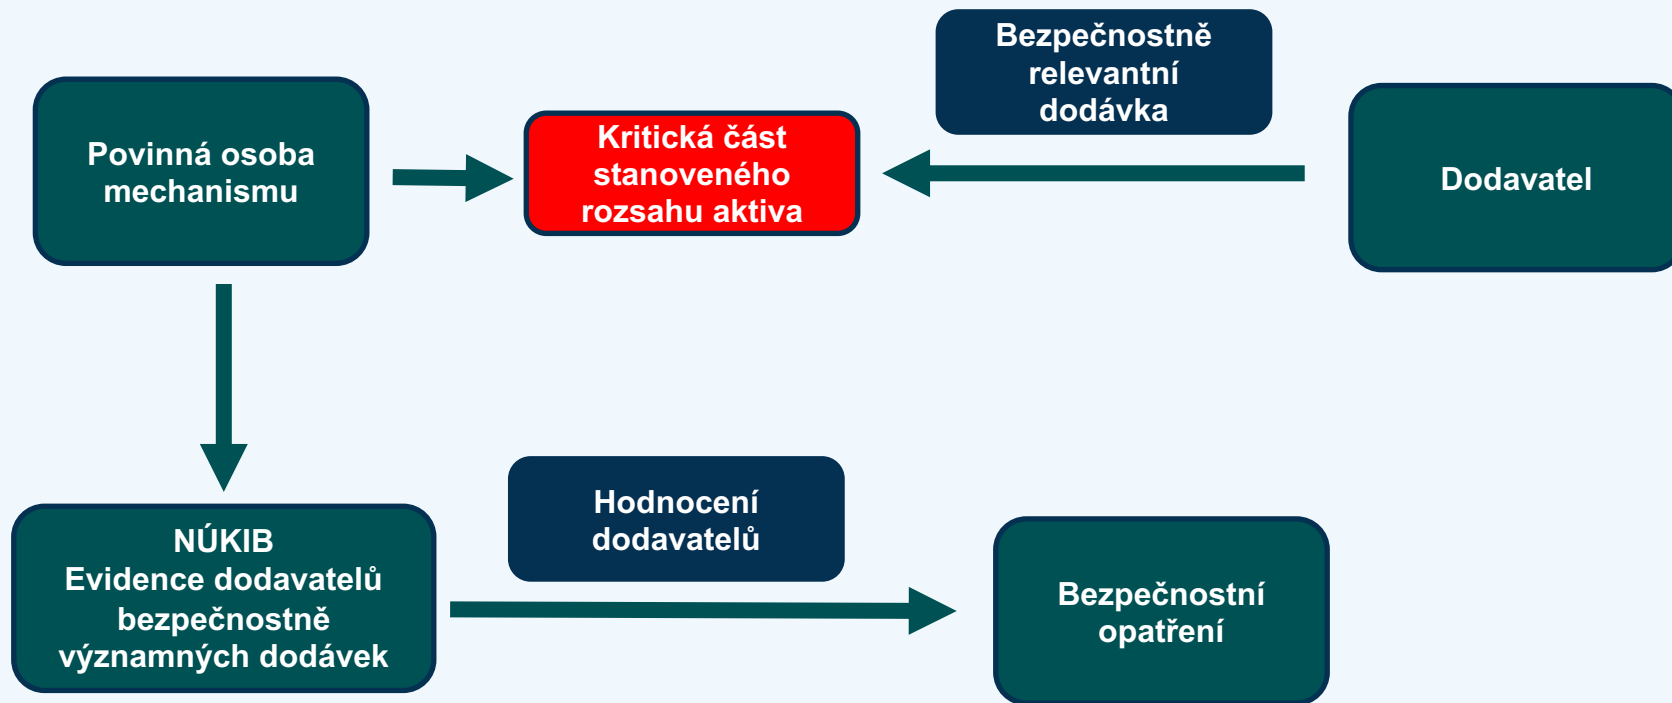 Bezpečnostně
relevantní
dodávka
Povinná osoba
mechanismu
Kritická část
stanoveného
rozsahu aktiva
Dodavatel
NÚKIB
Evidence dodavatelů
bezpečnostně
významných dodávek
Hodnocení
dodavatelů
Bezpečnostní
opatření